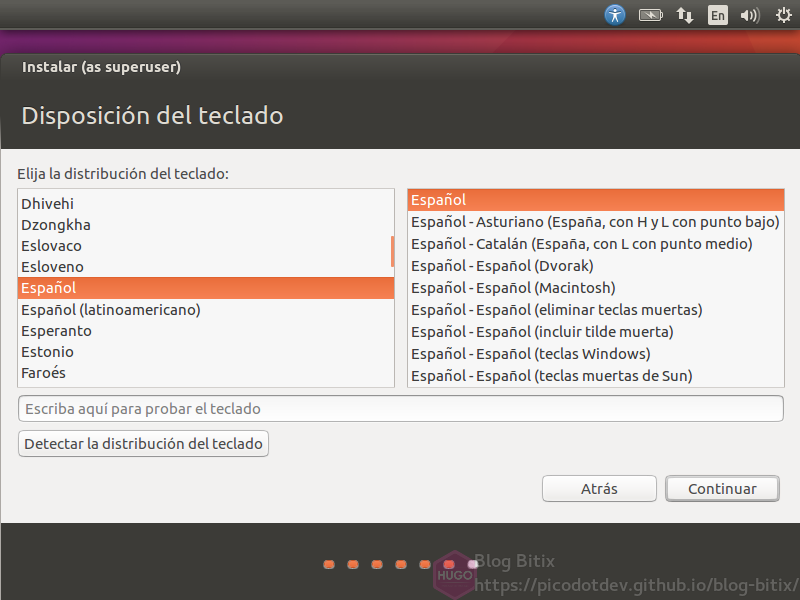 En
Instalar (as superuser)
Disposición del teclado
Elija la distribución del teclado:
Dhivehi
Dzongkha
Eslovaco
Esloveno
Español
Español (latinoamericano)
Esperanto
Estonio
Faroés
Español
Español - Asturiano (España, con H y L con punto bajo)
Español - Catalán (España, con L con punto medio)
Español - Español (Dvorak)
Español - Español (Macintosh)
Español - Español (eliminar teclas muertas)
Español - Español (incluir tilde muerta)
Español - Español (teclas Windows)
Español - Español (teclas muertas de Sun)
Escriba aquí para probar el teclado
Detectar la distribución del teclado
Atrás
Continuar
Blog Bitix
HUGO
https://picodotdev.github.io/blog-bitix/